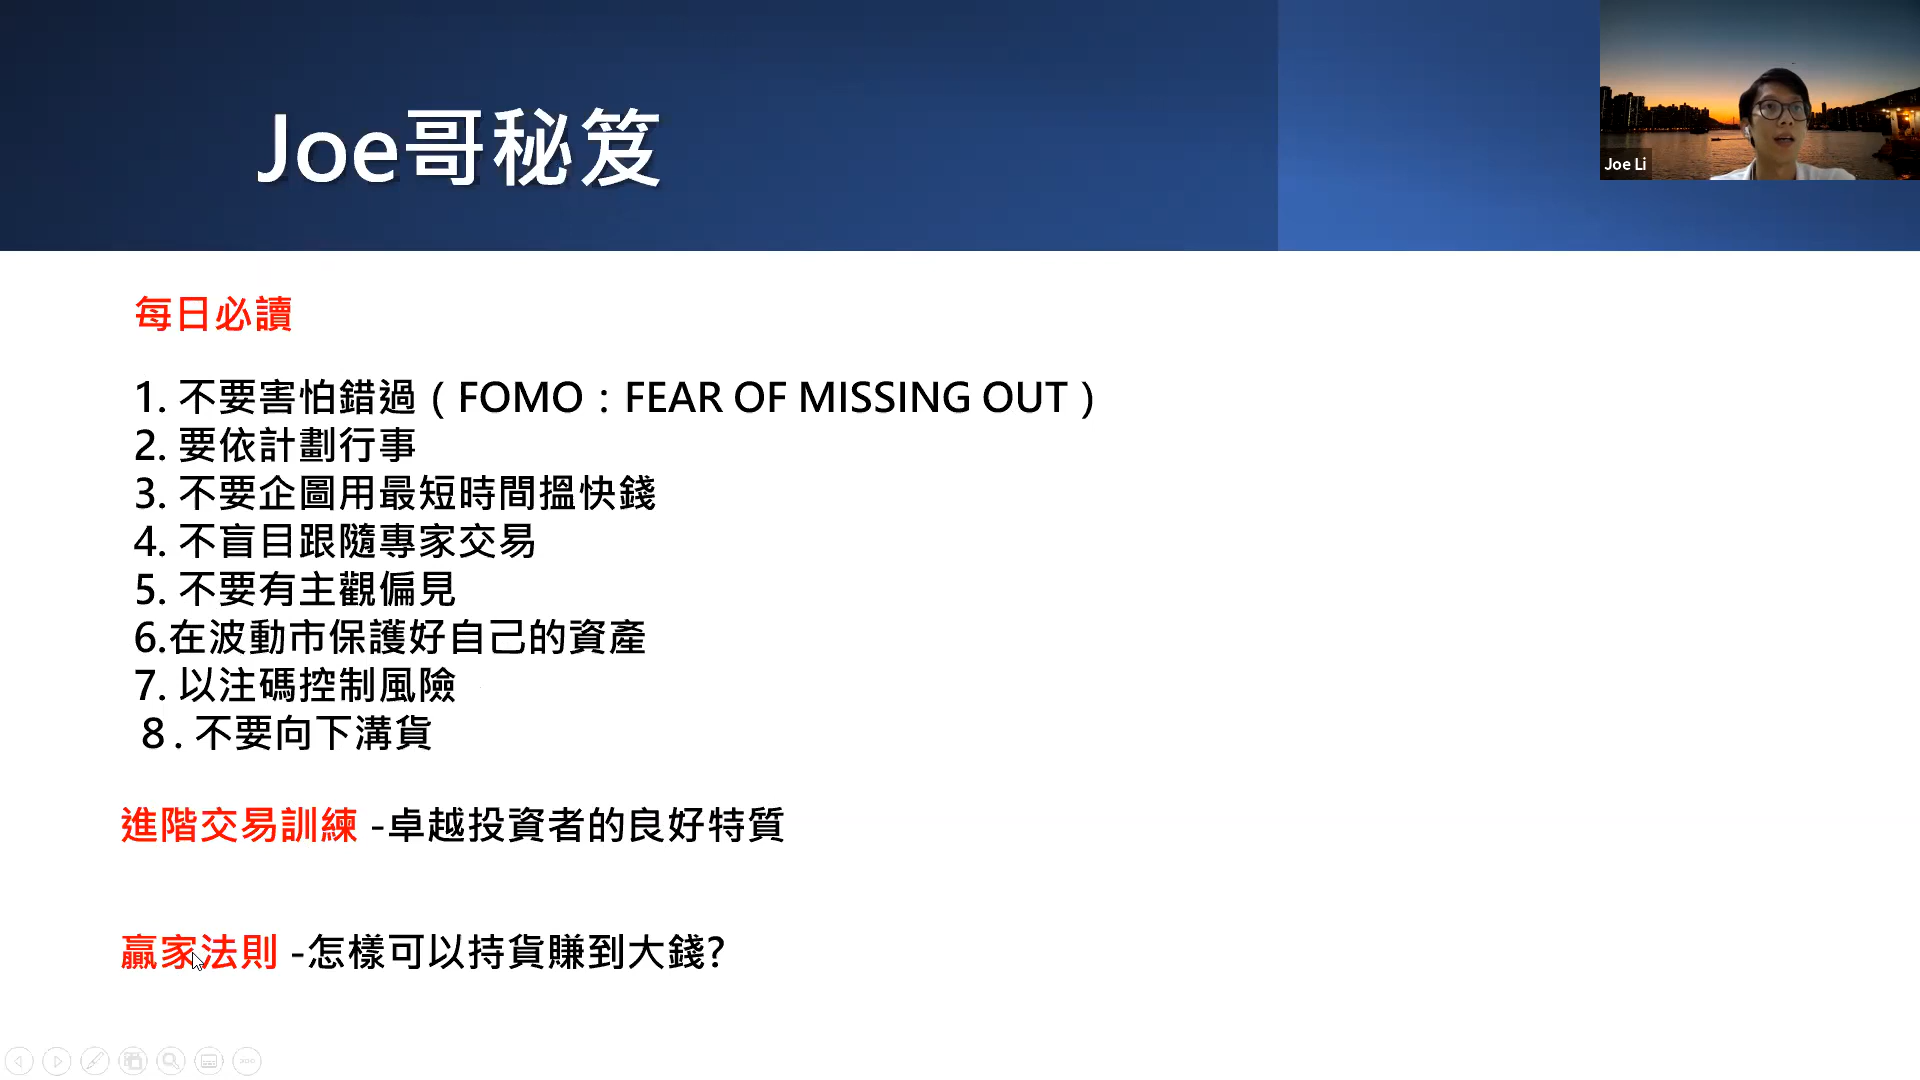 Joe哥秘笈
Joe Li
每日必讀
1. 不要害怕錯過（FOMO：FEAR OF MISSING OUT）
2. 要依計劃行事
3. 不要企圖用最短時間搵快錢
4. 不盲目跟隨專家交易
5. 不要有主觀偏見
6.在波動市保護好自己的資產
7. 以注碼控制風險
8 . 不要向下溝貨
進階交易訓練 -卓越投資者的良好特質
贏家法則 -怎樣可以持貨賺到大錢?